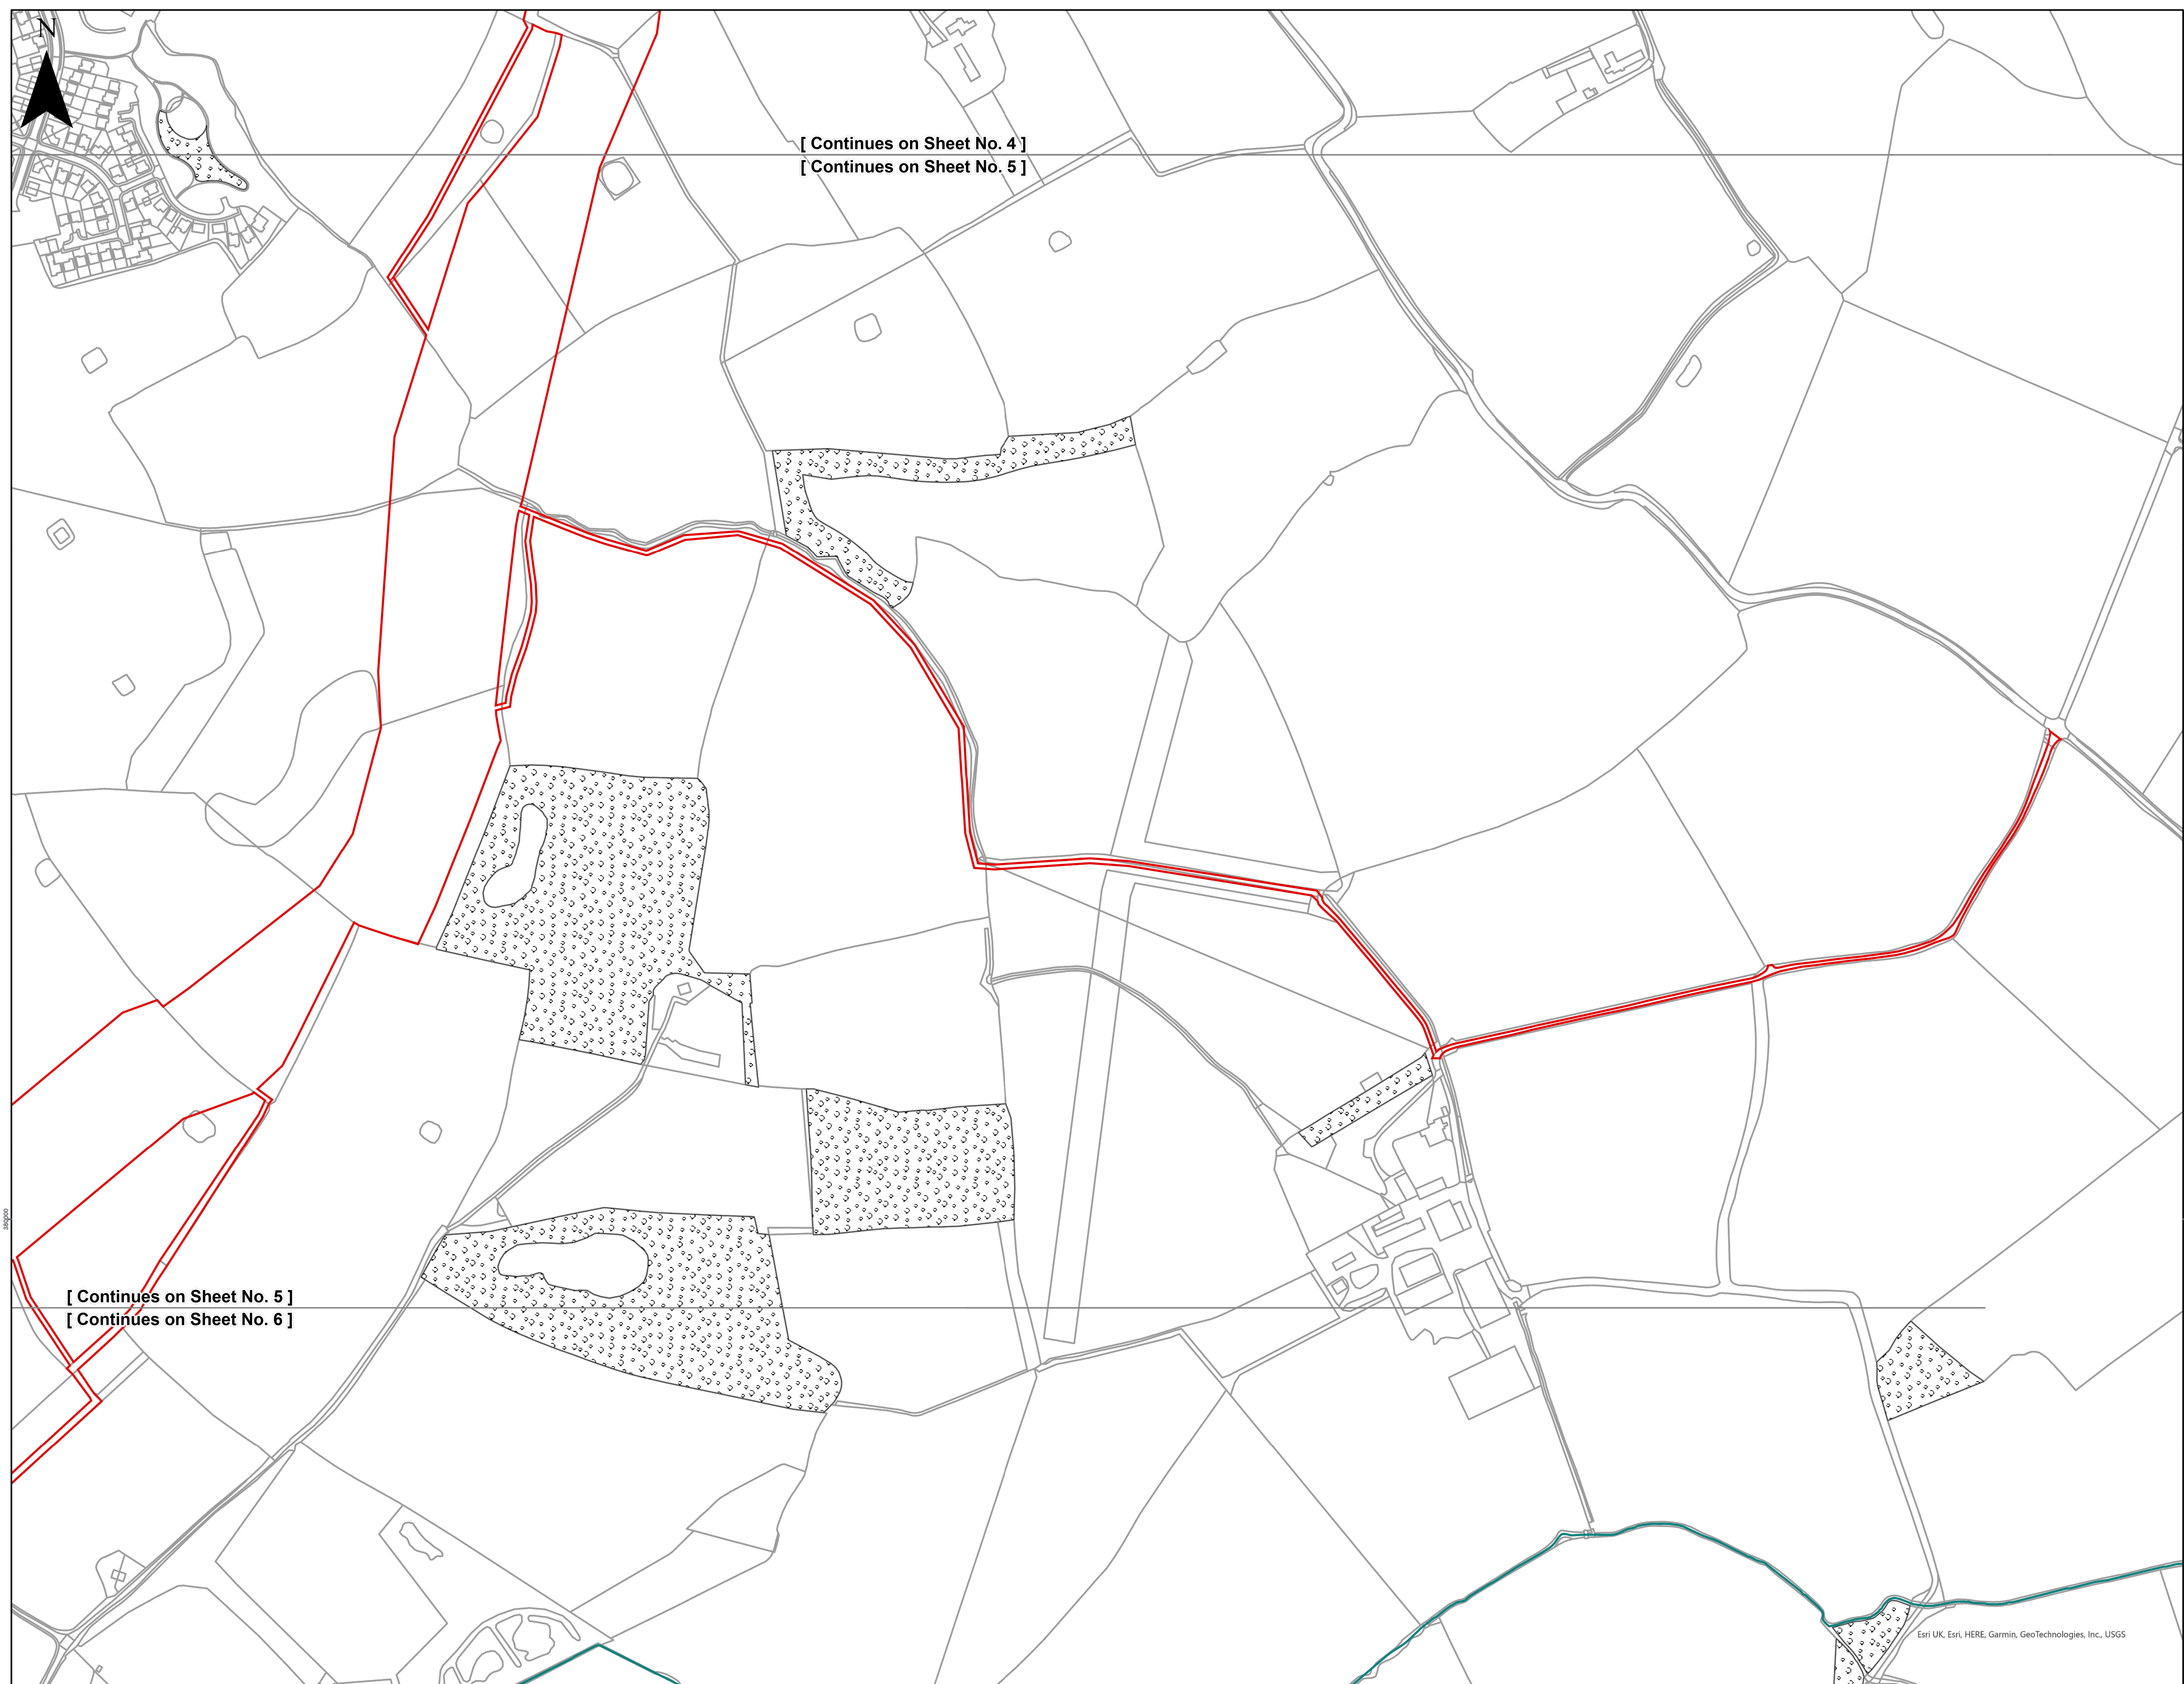 N
[ Continues on Sheet No. 4 ]
[ Continues on Sheet No. 5 ]
380000
[ Continues on Sheet No. 5 ]
[ Continues on Sheet No. 6 ]
Esri UK, Esri, HERE, Garmin, GeoTechnologies, Inc., USGS